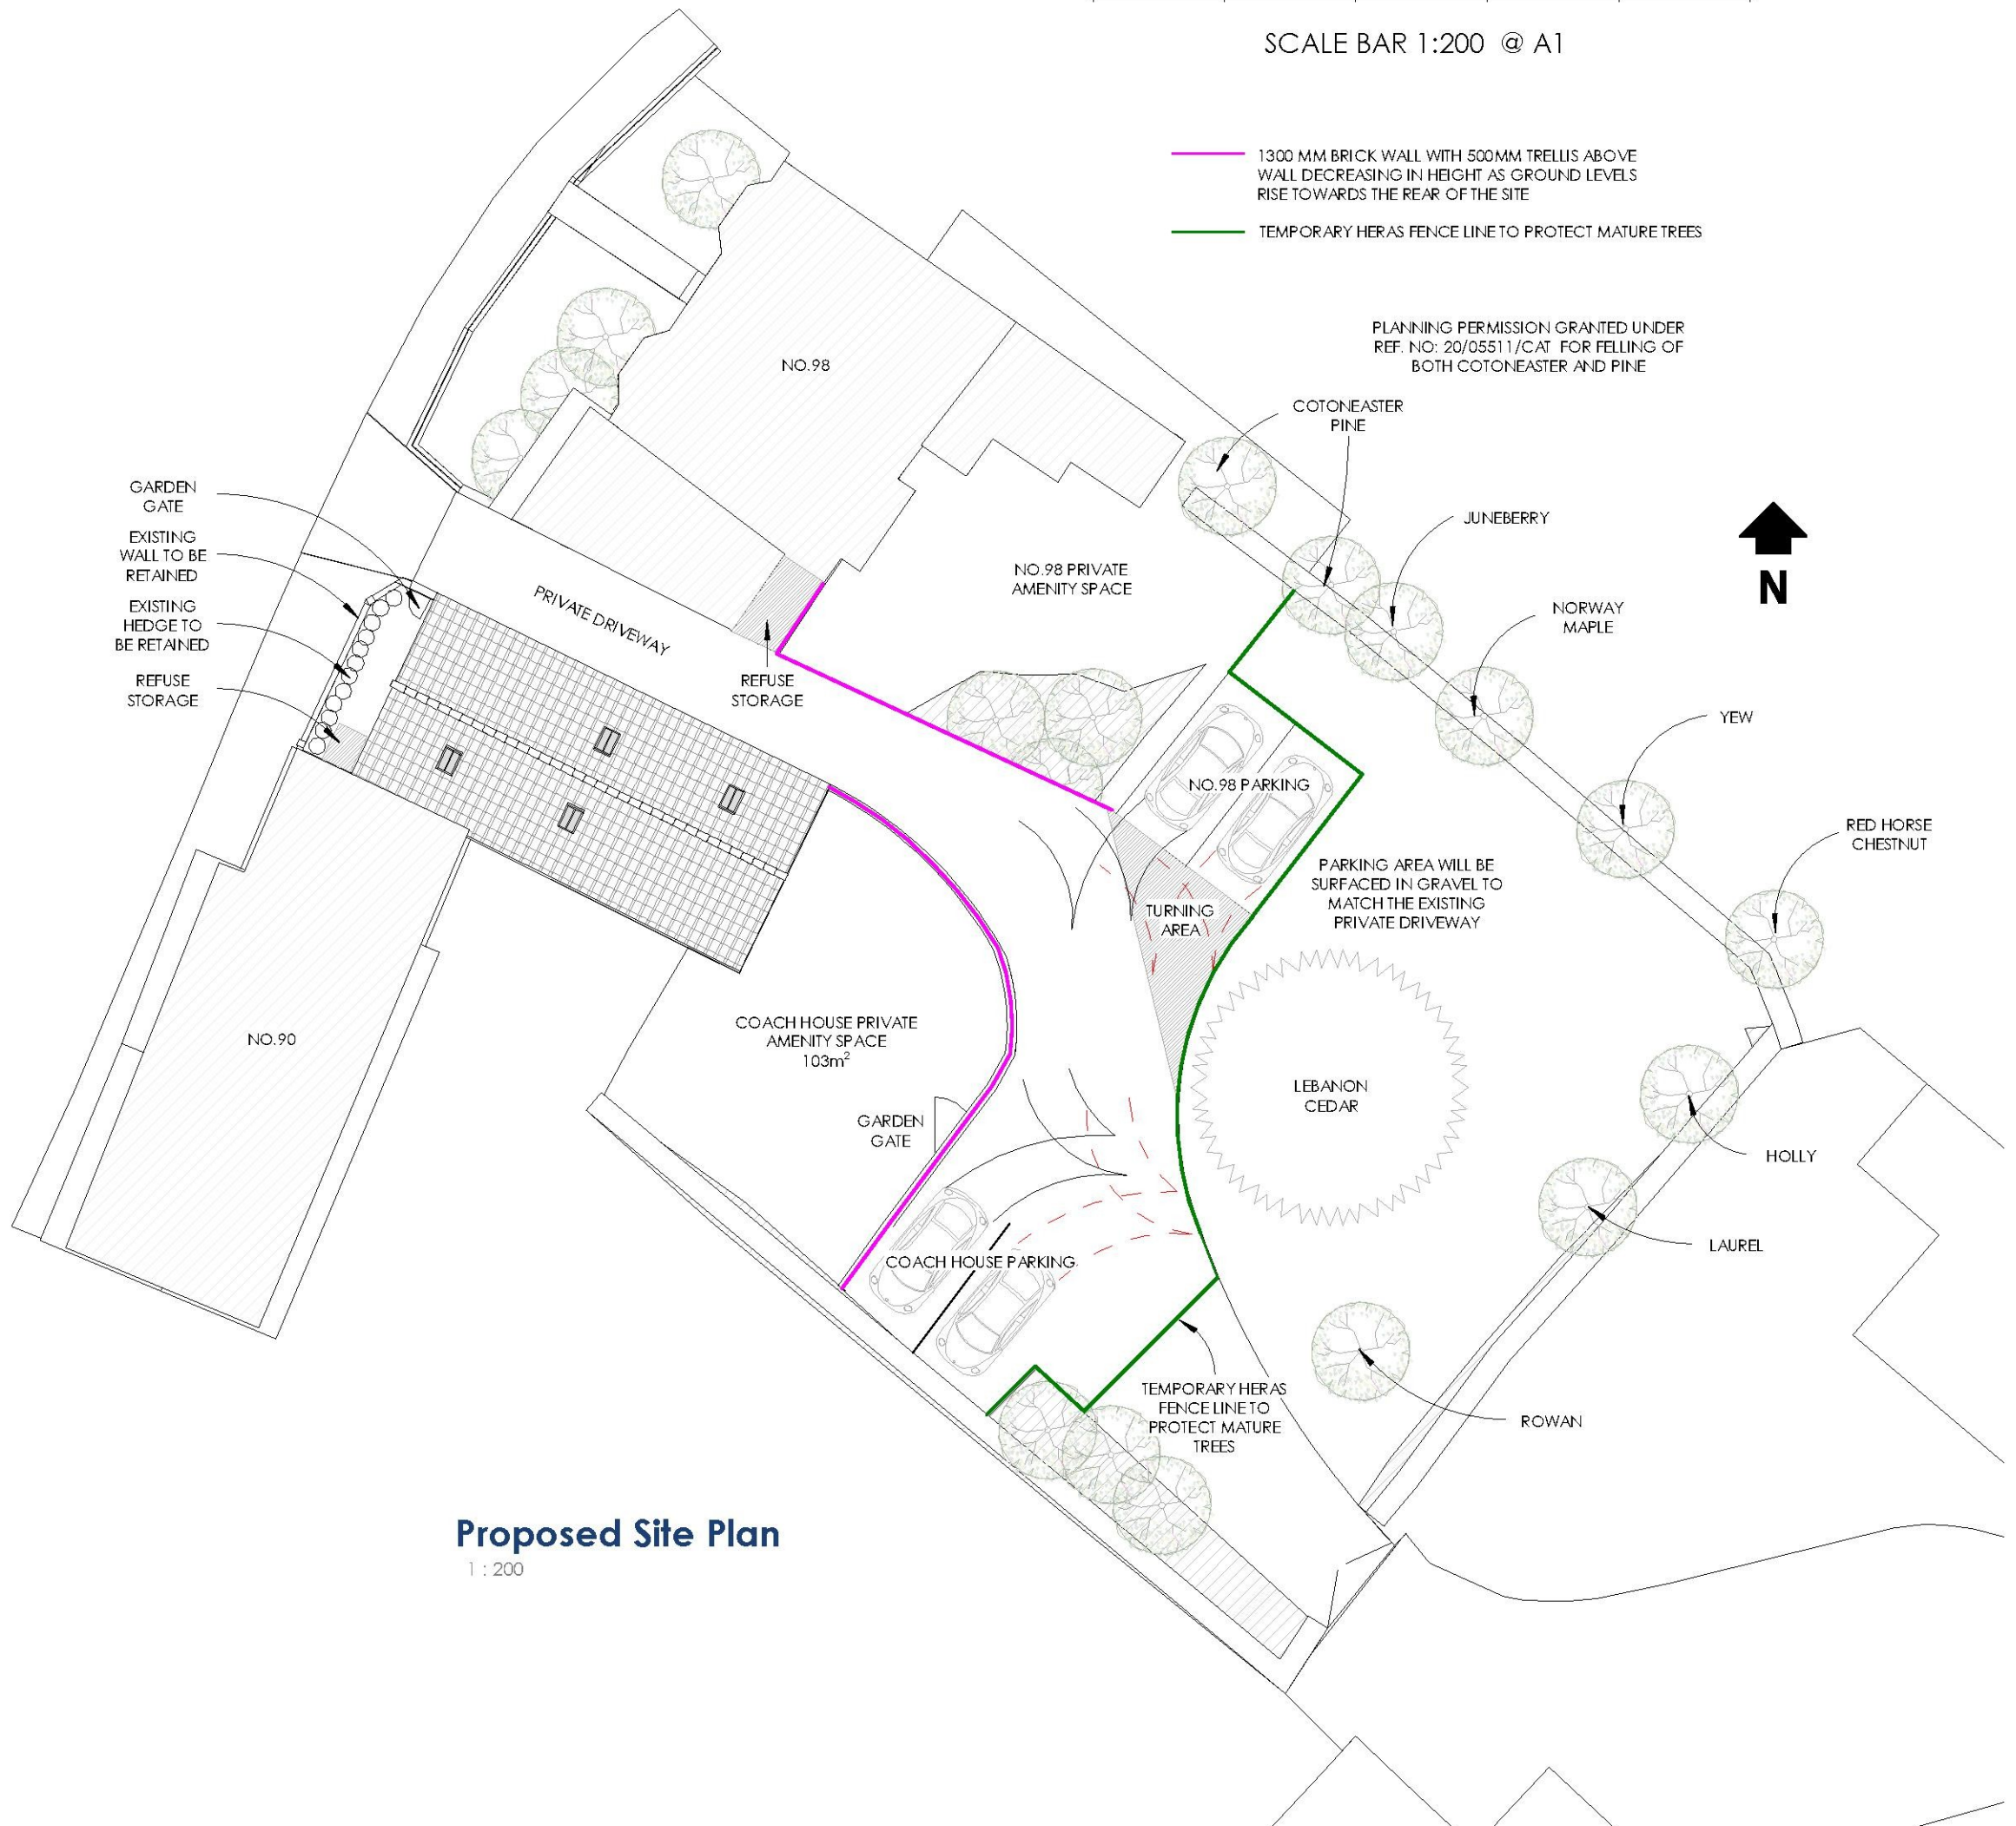 SCALE BAR 1:200 @ A1
1300 MM BRICK WALL WITH 500MM TRELLIS ABOVE
WALL DECREASING IN HEIGHT AS GROUND LEVELS
RISE TOWARDS THE REAR OF THE SITE
TEMPORARY HERAS FENCE LINE TO PROTECT MATURE TREES
PLANNING PERMISSION GRANTED UNDER
REF. NO: 20/05511/CAT FOR FELLING OF
BOTH COTONEASTER AND PINE
NO.98
COTONEASTER
PINE
GARDEN
GATE
EXISTING
WALL TO BE
RETAINED
EXISTING
HEDGE TO
BE RETAINED
REFUSE
STORAGE
PRIVATE DRIVEWAY
REFUSE
STORAGE
NO.98 PRIVATE
AMENITY SPACE
JUNEBERRY
N
NORWAY
MAPLE
YEW
RED HORSE
CHESTNUT
NO.98 PARKING
PARKING AREA WILL BE
SURFACED IN GRAVEL TO
MATCH THE EXISTING
PRIVATE DRIVEWAY
TURNING
AREA
NO.90
COACH HOUSE PRIVATE
AMENITY SPACE
103m²
GARDEN
GATE
LEBANON
CEDAR
HOLLY
LAUREL
COACH HOUSE PARKING
TEMPORARY HERAS
FENCE LINE TO
PROTECT MATURE
TREES
ROWAN
Proposed Site Plan
1 : 200